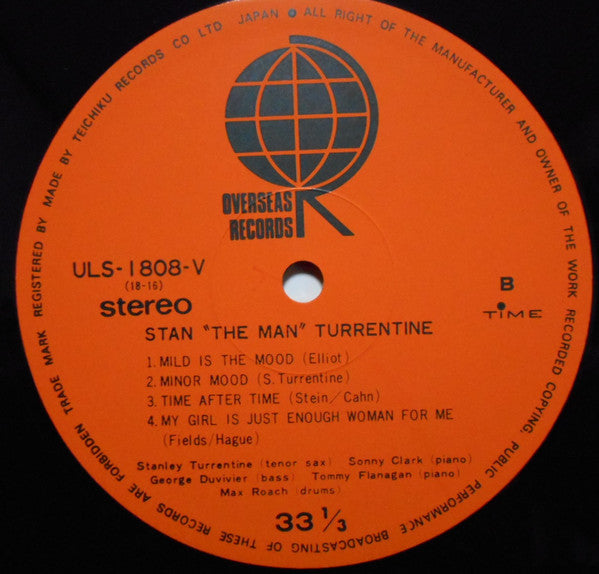 TRADE MARK REGISTERED BY MADE BY TEICHIKU RECORDS CO LTD JAPAN ● ALL RIGHT OF THE MANUFACTURER AND OWNER OF THE WORK RECORDED COPYING, PUBLIC PERFORMANCE BROADCASTING OF THESE RECORDS ARE FORBIDDEN
OVERSEAS
RECORDS
R
ULS-1808-V
(18-16)
stereo
B
TIME
STAN "THE MAN" TURRENTINE
1. MILD IS THE MOOD (Elliot)
2. MINOR MOOD (S. Turrentine)
3. TIME AFTER TIME (Stein/Cahn)
4. MY GIRL IS JUST ENOUGH WOMAN FOR ME
(Fields/Hague)
Stanley Turrentine (tenor sax) Sonny Clark (piano)
George Duvivier (bass) Tommy Flanagan (piano)
Max Roach (drums)
33 1/3